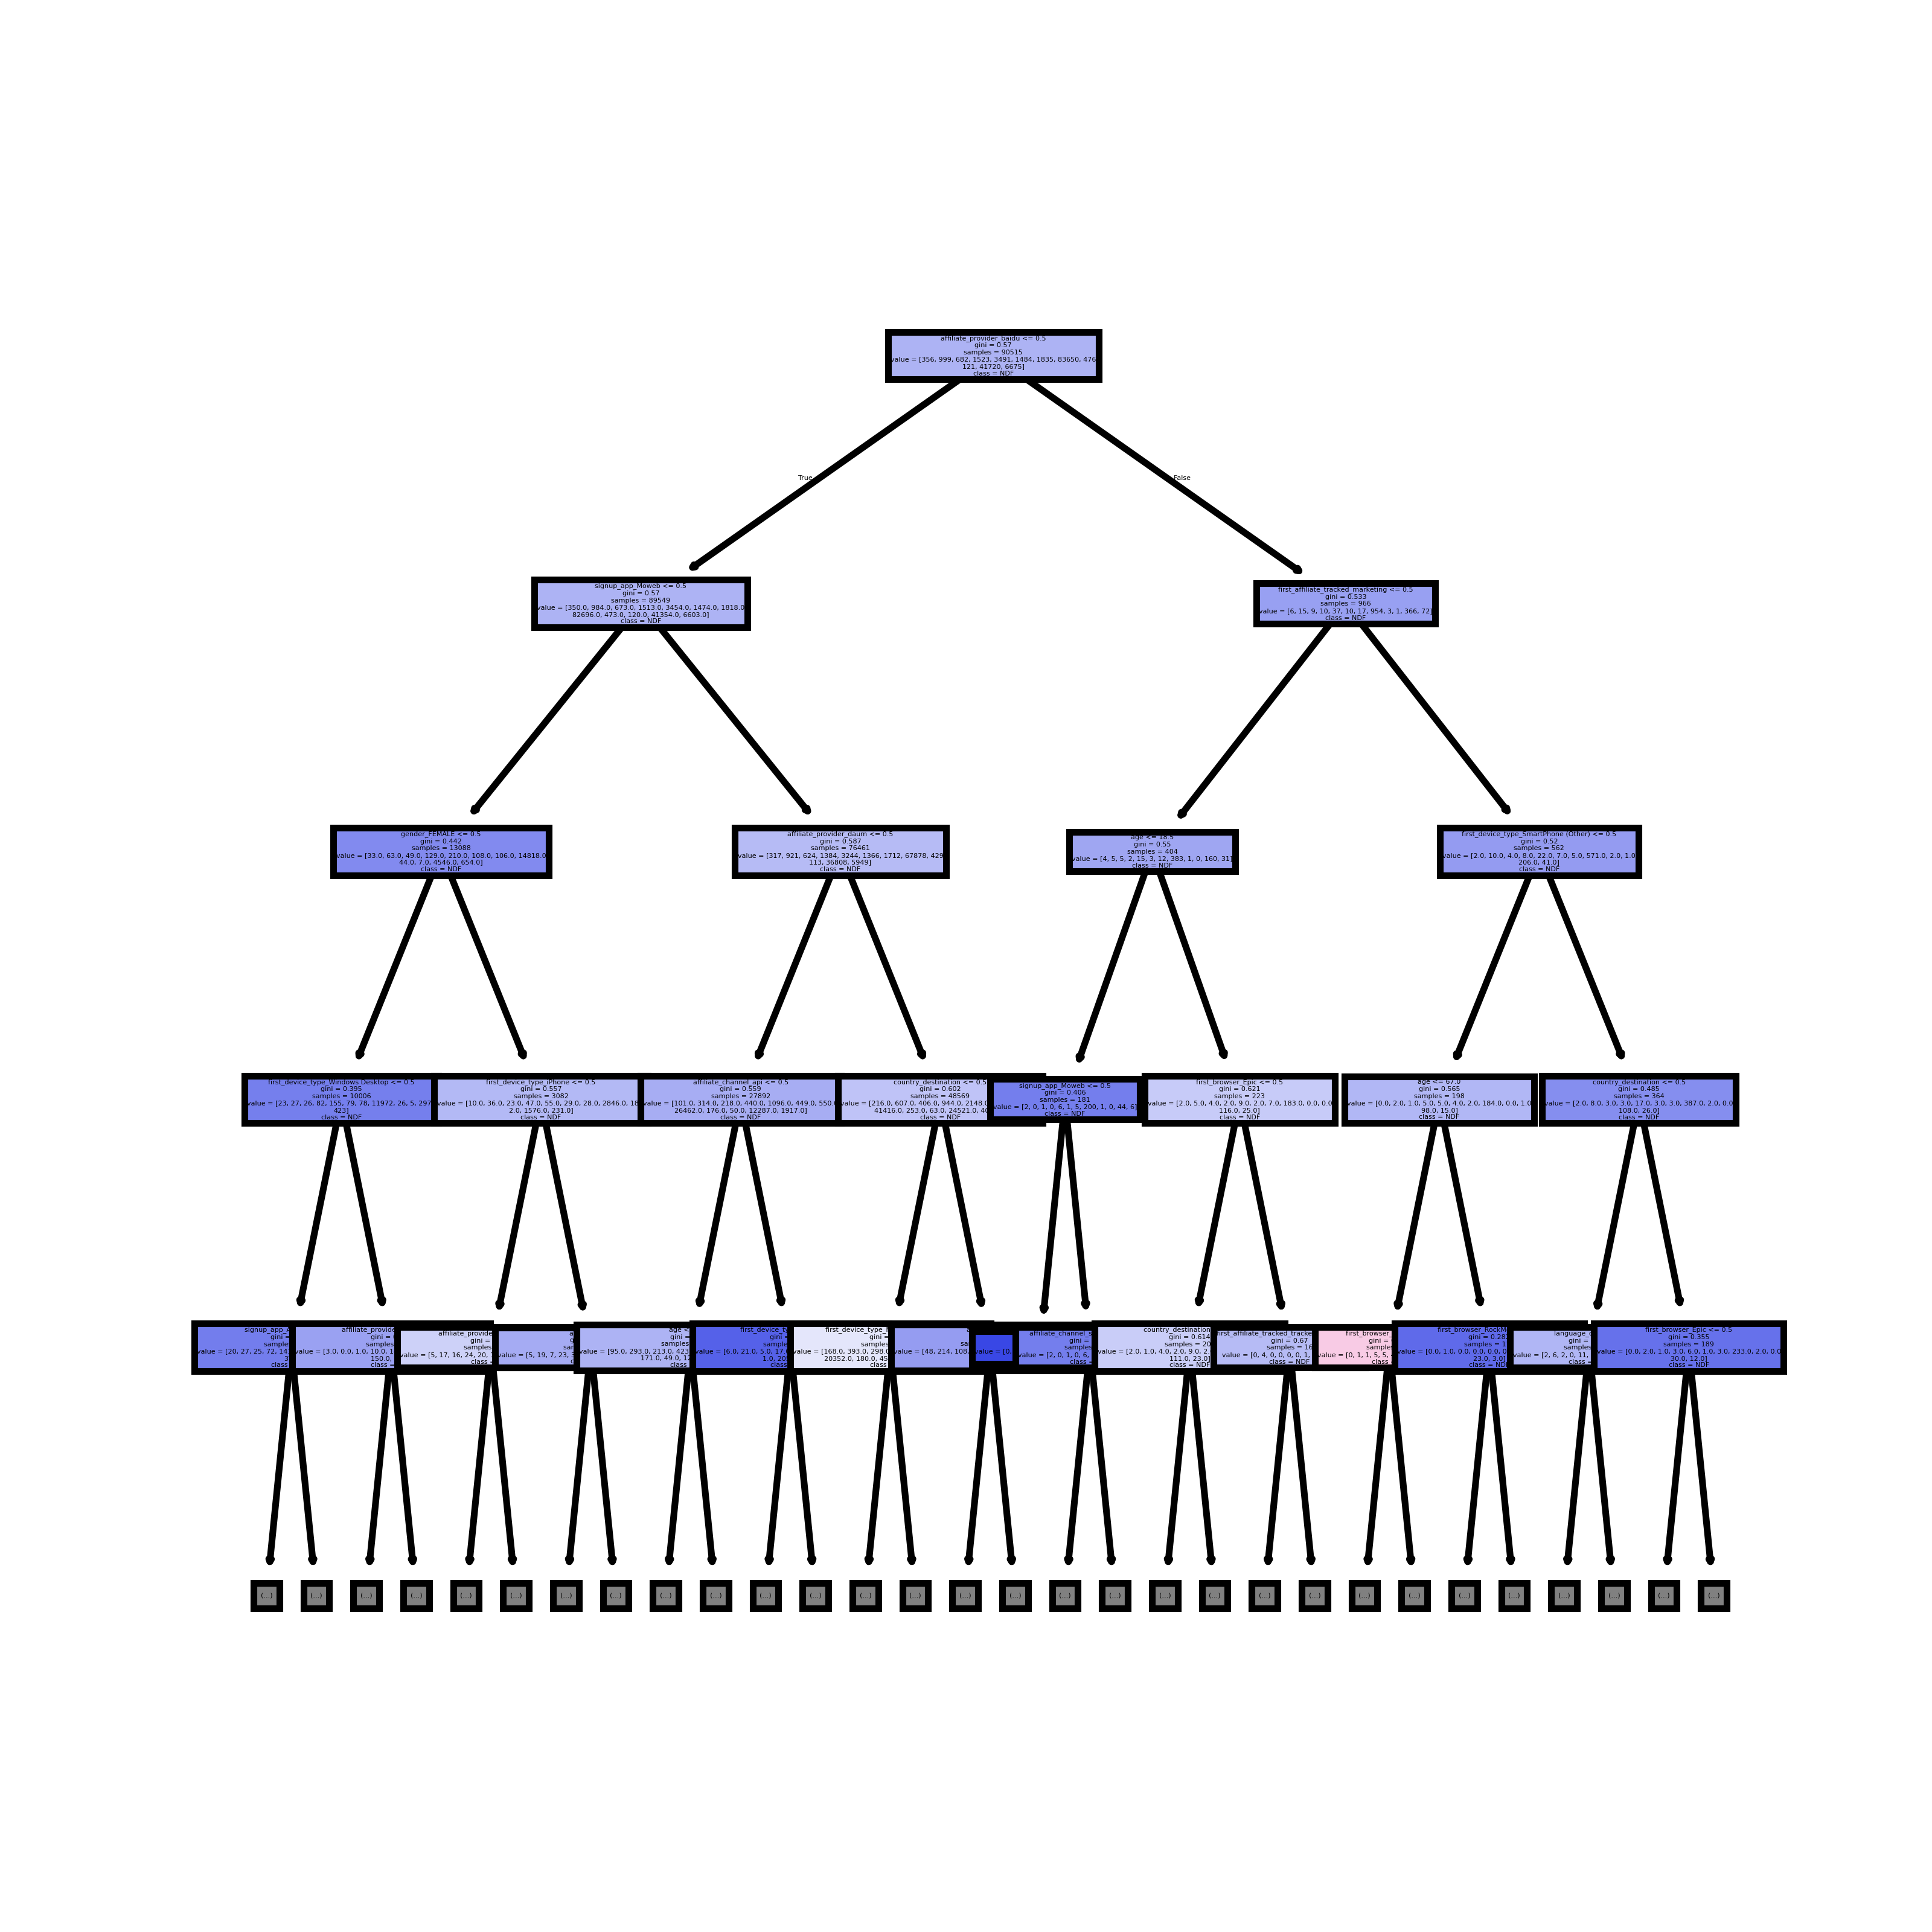 affiliate_provider_baidu <= 0.5
gini = 0.57
samples = 90515
value = [356, 999, 682, 1523, 3491, 1484, 1835, 83650, 476
121, 41720, 6675]
class = NDF
True
False
signup_app_Moweb <= 0.5
gini = 0.57
samples = 89549
value = [350.0, 984.0, 673.0, 1513.0, 3454.0, 1474.0, 1818.0
82696.0, 473.0, 120.0, 41354.0, 6603.0]
class = NDF
first_affiliate_tracked_marketing <= 0.5
gini = 0.533
samples = 966
value = [6, 15, 9, 10, 37, 10, 17, 954, 3, 1, 366, 72]
class = NDF
gender_FEMALE <= 0.5
gini = 0.442
samples = 13088
value = [33.0, 63.0, 49.0, 129.0, 210.0, 108.0, 106.0, 14818.0
44.0, 7.0, 4546.0, 654.0]
class = NDF
affiliate_provider_daum <= 0.5
gini = 0.587
samples = 76461
value = [317, 921, 624, 1384, 3244, 1366, 1712, 67878, 429
113, 36808, 5949]
class = NDF
age <= 18.5
gini = 0.55
samples = 404
value = [4, 5, 5, 2, 15, 3, 12, 383, 1, 0, 160, 31]
class = NDF
first_device_type_SmartPhone (Other) <= 0.5
gini = 0.52
samples = 562
value = [2.0, 10.0, 4.0, 8.0, 22.0, 7.0, 5.0, 571.0, 2.0, 1.0
206.0, 41.0]
class = NDF
first_device_type_Windows Desktop <= 0.5
gini = 0.395
samples = 10006
value = [23, 27, 26, 82, 155, 79, 78, 11972, 26, 5, 297
423]
class = NDF
first_device_type_iPhone <= 0.5
gini = 0.557
samples = 3082
value = [10.0, 36.0, 23.0, 47.0, 55.0, 29.0, 28.0, 2846.0, 18
2.0, 1576.0, 231.0]
class = NDF
affiliate_channel_api <= 0.5
gini = 0.559
samples = 27892
value = [101.0, 314.0, 218.0, 440.0, 1096.0, 449.0, 550.0
26462.0, 176.0, 50.0, 12287.0, 1917.0]
class = NDF
country_destination <= 0.5
gini = 0.602
samples = 48569
value = [216.0, 607.0, 406.0, 944.0, 2148.0
41416.0, 253.0, 63.0, 24521.0, 40
class = NDF
signup_app_Moweb <= 0.5
gini = 0.406
samples = 181
value = [2, 0, 1, 0, 6, 1, 5, 200, 1, 0, 44, 6]
class = NDF
first_browser_Epic <= 0.5
gini = 0.621
samples = 223
value = [2.0, 5.0, 4.0, 2.0, 9.0, 2.0, 7.0, 183.0, 0.0, 0.0
116.0, 25.0]
class = NDF
age <= 67.0
gini = 0.565
samples = 198
value = [0.0, 2.0, 1.0, 5.0, 5.0, 4.0, 2.0, 184.0, 0.0, 1.0
98.0, 15.0]
class = NDF
country_destination <= 0.5
gini = 0.485
samples = 364
value = [2.0, 8.0, 3.0, 3.0, 17.0, 3.0, 3.0, 387.0, 2.0, 0.0
108.0, 26.0]
class = NDF
signup_app_
gini =
sample
value = [20, 27, 25, 72, 14
3
class
affiliate_provide
gini =
samples
value = [3.0, 0.0, 1.0, 10.0, 1
150.0,
class =
affiliate_provide
gini =
samples
value = [5, 17, 16, 24, 20,
class =
value = [5, 19, 7, 23,
age <
gini =
samples
value = [95.0, 293.0, 213.0, 423
171.0, 49.0, 12
class
first_device_ty
gini =
sample
value = [6.0, 21.0, 5.0, 17.0
1.0, 20
class
first_device_type_
gini =
samples
value = [168.0, 393.0, 298.0
20352.0, 180.0, 45
class =
value = [48, 214, 108,
value = [0,
affiliate_channel_s
gini =
samples
value = [2, 0, 1, 0, 6,
class =
country_destination
gini = 0.614
samples = 20
value = [2.0, 1.0, 4.0, 2.0, 9.0, 2.
111.0, 23.0]
class = NDF
first_affiliate_tracked_tracke
gini = 0.67
samples = 16
value = [0, 4, 0, 0, 0, 0, 1,
class = NDF
first_browser_
gini =
samples
value = [0, 1, 1, 5, 5,
class
first_browser_RockM
gini = 0.28
samples = 1
value = [0.0, 1.0, 0.0, 0.0, 0.0, 0
23.0, 3.0]
class = ND
language_
gini =
samples
value = [2, 6, 2, 0, 11,
class =
first_browser_Epic <= 0.5
gini = 0.355
samples = 189
value = [0.0, 2.0, 1.0, 3.0, 6.0, 1.0, 3.0, 233.0, 2.0, 0.0
30.0, 12.0]
class = NDF
(...) (...) (...) (...) (...) (...) (...) (...) (...) (...) (...) (...) (...) (...) (...) (...) (...) (...) (...) (...) (...) (...) (...) (...) (...) (...) (...) (...) (...) (...)